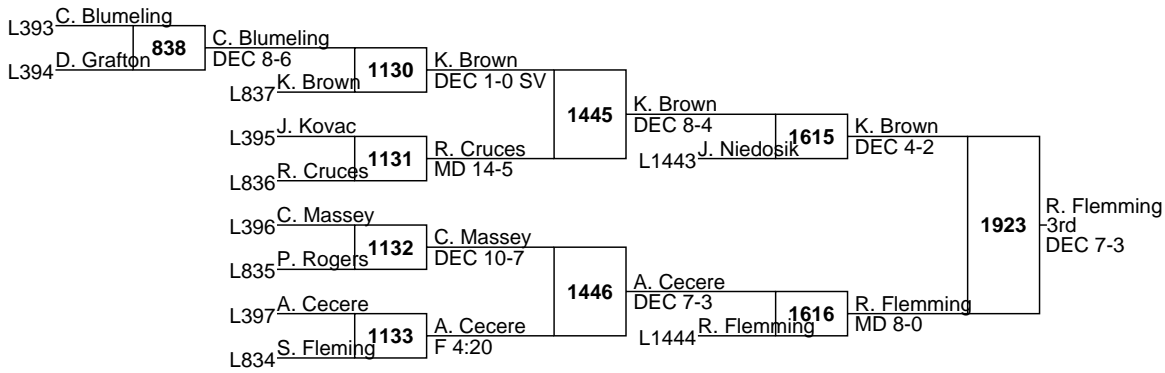 L393 C. Blumeling
838
C. Blumeling
DEC 8-6
L394 D. Grafton
1130
K. Brown
DEC 1-0 SV
L837 K. Brown
1445
K. Brown
DEC 8-4
L395 J. Kovac
1131
R. Cruces
MD 14-5
L836 R. Cruces
1615
K. Brown
DEC 4-2
L1443 J. Niedosik
L396 C. Massey
1132
C. Massey
DEC 10-7
L835 P. Rogers
1923
R. Flemming
3rd
DEC 7-3
1446
A. Cecere
DEC 7-3
L397 A. Cecere
1133
A. Cecere
F 4:20
L834 S. Fleming
1616
R. Flemming
MD 8-0
L1444 R. Flemming